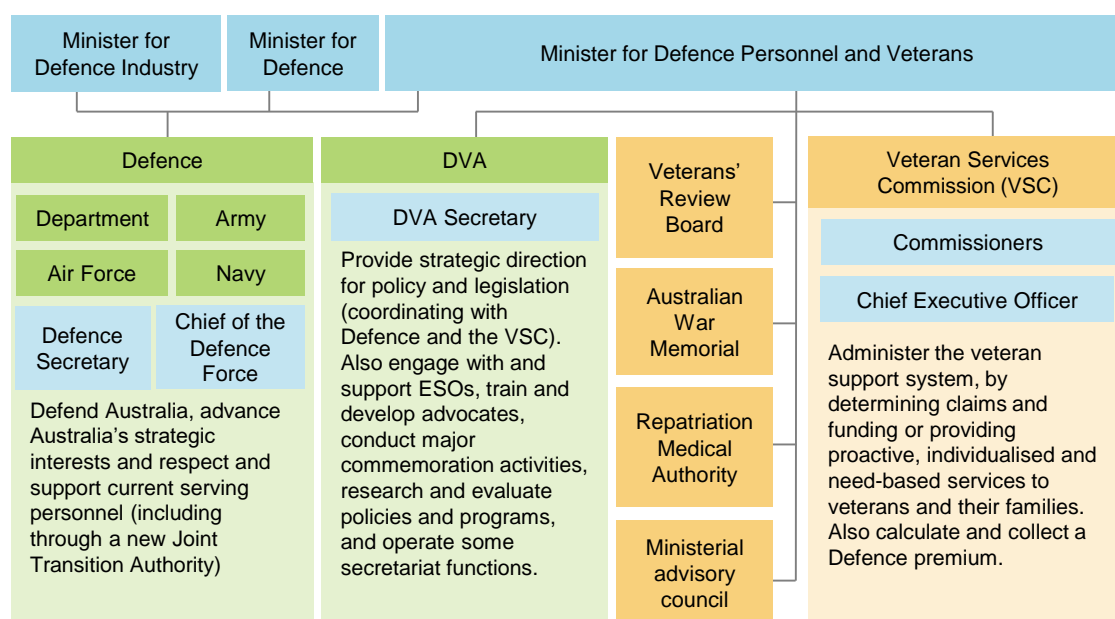 Minister for
Defence Industry
Minister for
Defence
Minister for Defence Personnel and Veterans
Defence
Department
Army
Air Force
Navy
Defence
Secretary
Chief of the
Defence
Force
Defend Australia, advance
Australia’s strategic
interests and respect and
support current serving
personnel (including
through a new Joint
Transition Authority)
DVA
DVA Secretary
Provide strategic direction
for policy and legislation
(coordinating with
Defence and the VSC).
Also engage with and
support ESOs, train and
develop advocates,
conduct major
commemoration activities,
research and evaluate
policies and programs,
and operate some
secretariat functions.
Veterans’
Review
Board
Australian
War
Memorial
Repatriation
Medical
Authority
Ministerial
advisory
council
Veteran Services
Commission (VSC)
Commissioners
Chief Executive Officer
Administer the veteran
support system, by
determining claims and
funding or providing
proactive, individualised and
need-based services to
veterans and their families.
Also calculate and collect a
Defence premium.